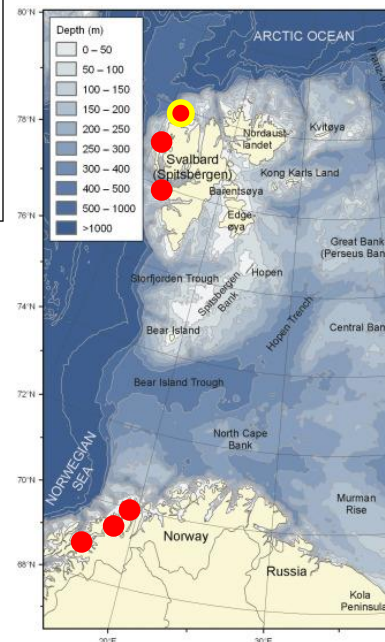 80°N
ARCTIC OCEAN
Depth (m)
0 – 50
50 – 100
100 – 150
150 – 200
200 – 250
250 – 300
300 – 400
400 – 500
500 – 1000
>1000
78°N
Nordaust-
landet
Kvitøya
Svalbard
(Spitsbergen)
Kong Karls Land
Barentsøya
76°N
Edge-
øya
Great Bank
(Perseus Ban
Storfjorden Trough
Hopen
Spitsbergen
Bank
74°N
Hopen Trench
Central Ban
Bear Island
Bear Island Trough
72°N
North Cape
Bank
NORWEGIAN
SEA
70°N
Murman
Rise
Norway
68°N
Russia
Kola
Peninsula